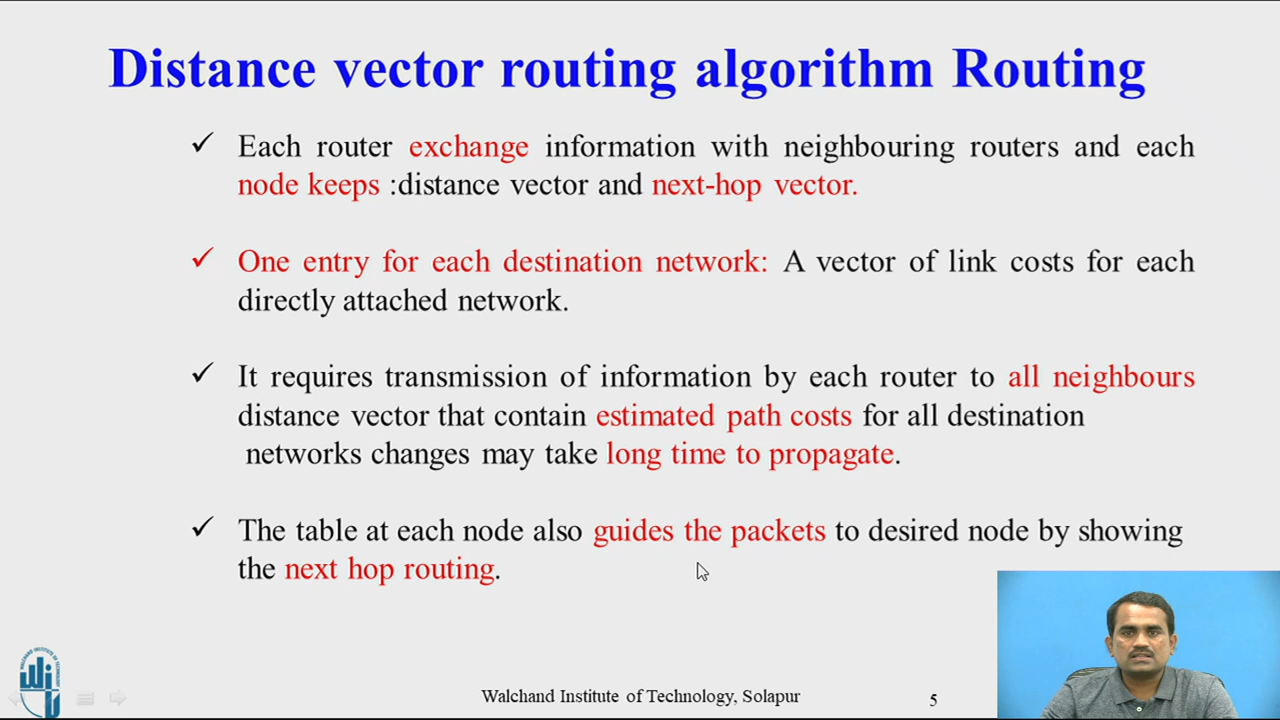 Distance vector routing algorithm Routing
✓ Each router exchange information with neighbouring routers and each
node keeps :distance vector and next-hop vector.
✓ One entry for each destination network: A vector of link costs for each
directly attached network.
✓ It requires transmission of information by each router to all neighbours
distance vector that contain estimated path costs for all destination
networks changes may take long time to propagate.
✓ The table at each node also guides the packets to desired node by showing
the next hop routing.
Walchand Institute of Technology, Solapur
5